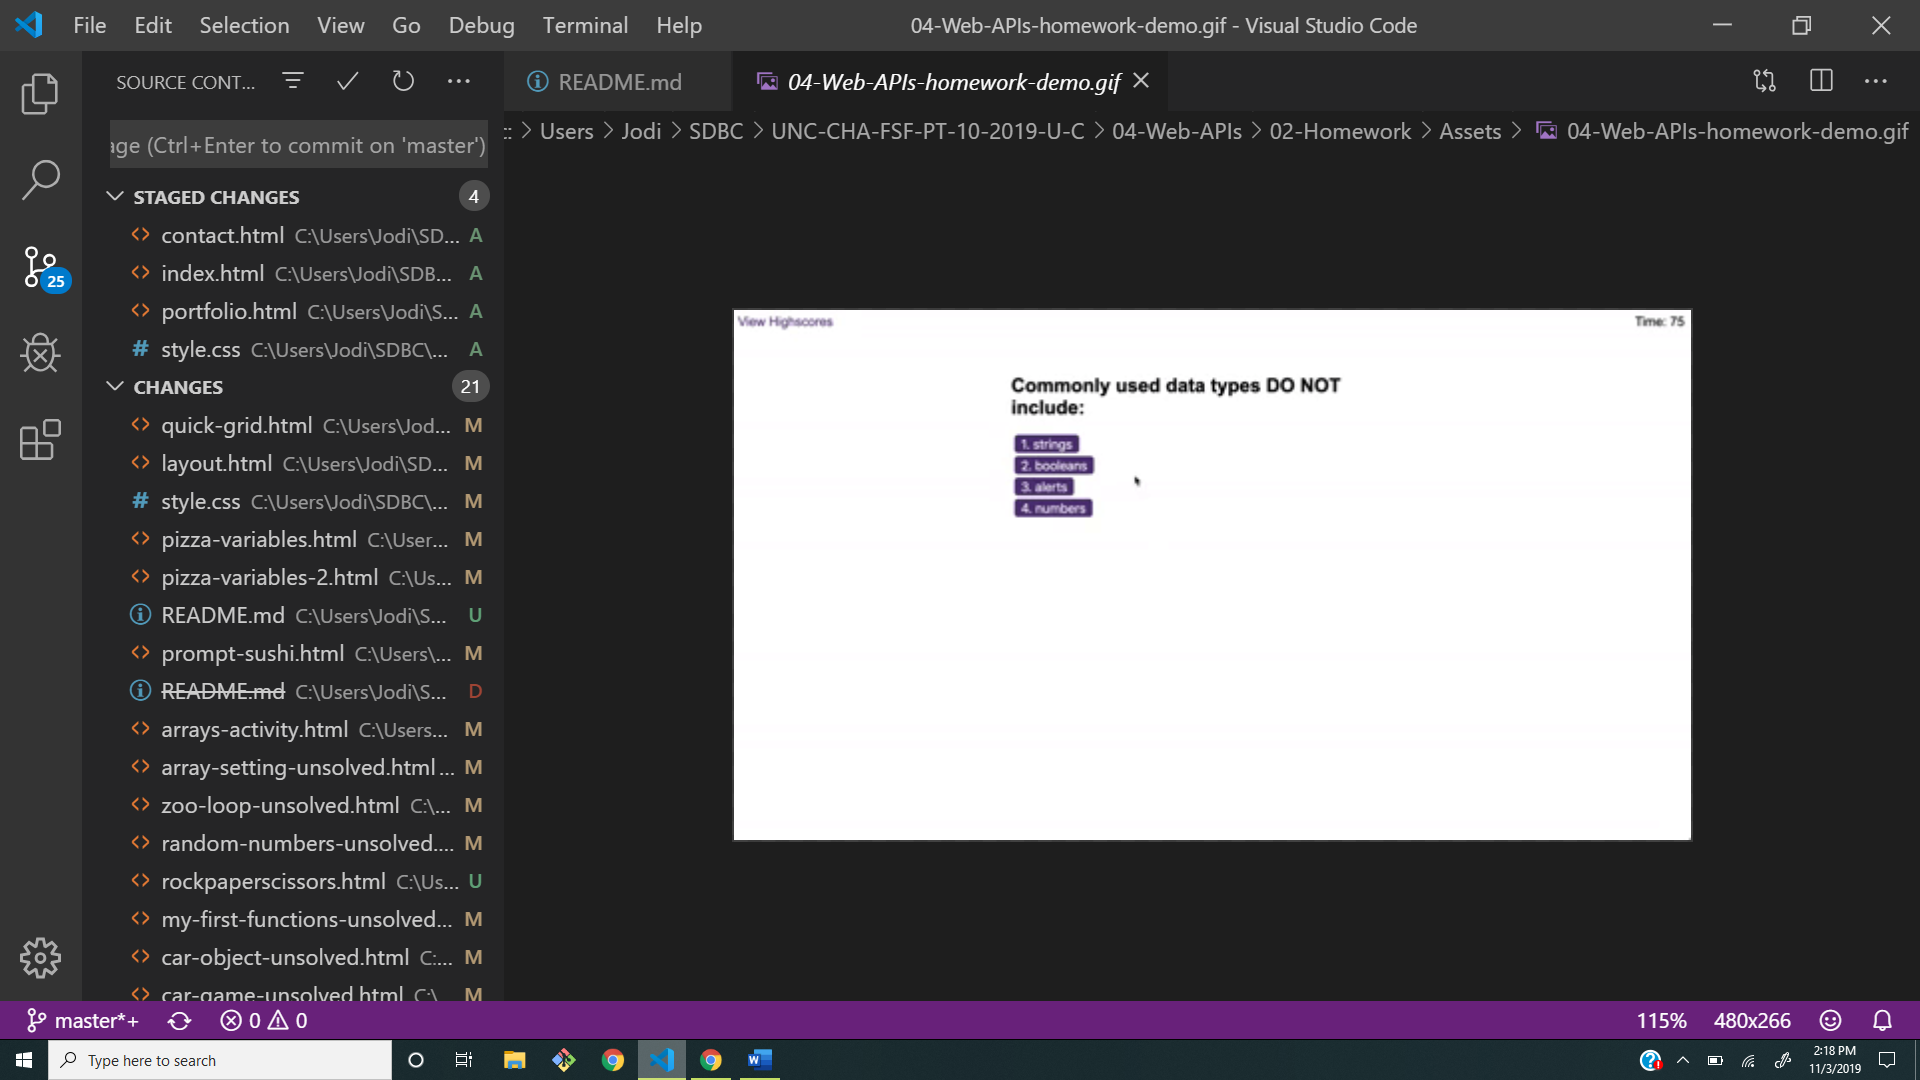 File Edit Selection View Go Debug Terminal Help
04-Web-APIs-homework-demo.gif - Visual Studio Code
SOURCE CONT...
README.md
04-Web-APIs-homework-demo.gif
Users > Jodi > SDBC > UNC-CHA-FSF-PT-10-2019-U-C > 04-Web-APIs > 02-Homework > Assets > 04-Web-APIs-homework-demo.gif
age (Ctrl+Enter to commit on 'master')
STAGED CHANGES 4
contact.html C:\Users\Jodi\SD... A
index.html C:\Users\Jodi\SDB... A
portfolio.html C:\Users\Jodi\S... A
# style.css C:\Users\Jodi\SDBC\... A
CHANGES 21
quick-grid.html C:\Users\Jod... M
layout.html C:\Users\Jodi\SD... M
# style.css C:\Users\Jodi\SDBC\... M
pizza-variables.html C:\User... M
pizza-variables-2.html C:\Us... M
README.md C:\Users\Jodi\S... U
prompt-sushi.html C:\Users\... M
README.md C:\Users\Jodi\S... D
arrays-activity.html C:\Users... M
array-setting-unsolved.html ... M
zoo-loop-unsolved.html C:\... M
random-numbers-unsolved.... M
rockpaperscissors.html C:\Us... U
my-first-functions-unsolved... M
car-object-unsolved.html C:... M
car-game-unsolved.html C:\ M
25
View Highscores
Time: 75
Commonly used data types DO NOT
include:
1. strings
2. booleans
3. alerts
4. numbers
master*+ 0 0
115% 480x266
Type here to search
2:18 PM
11/3/2019